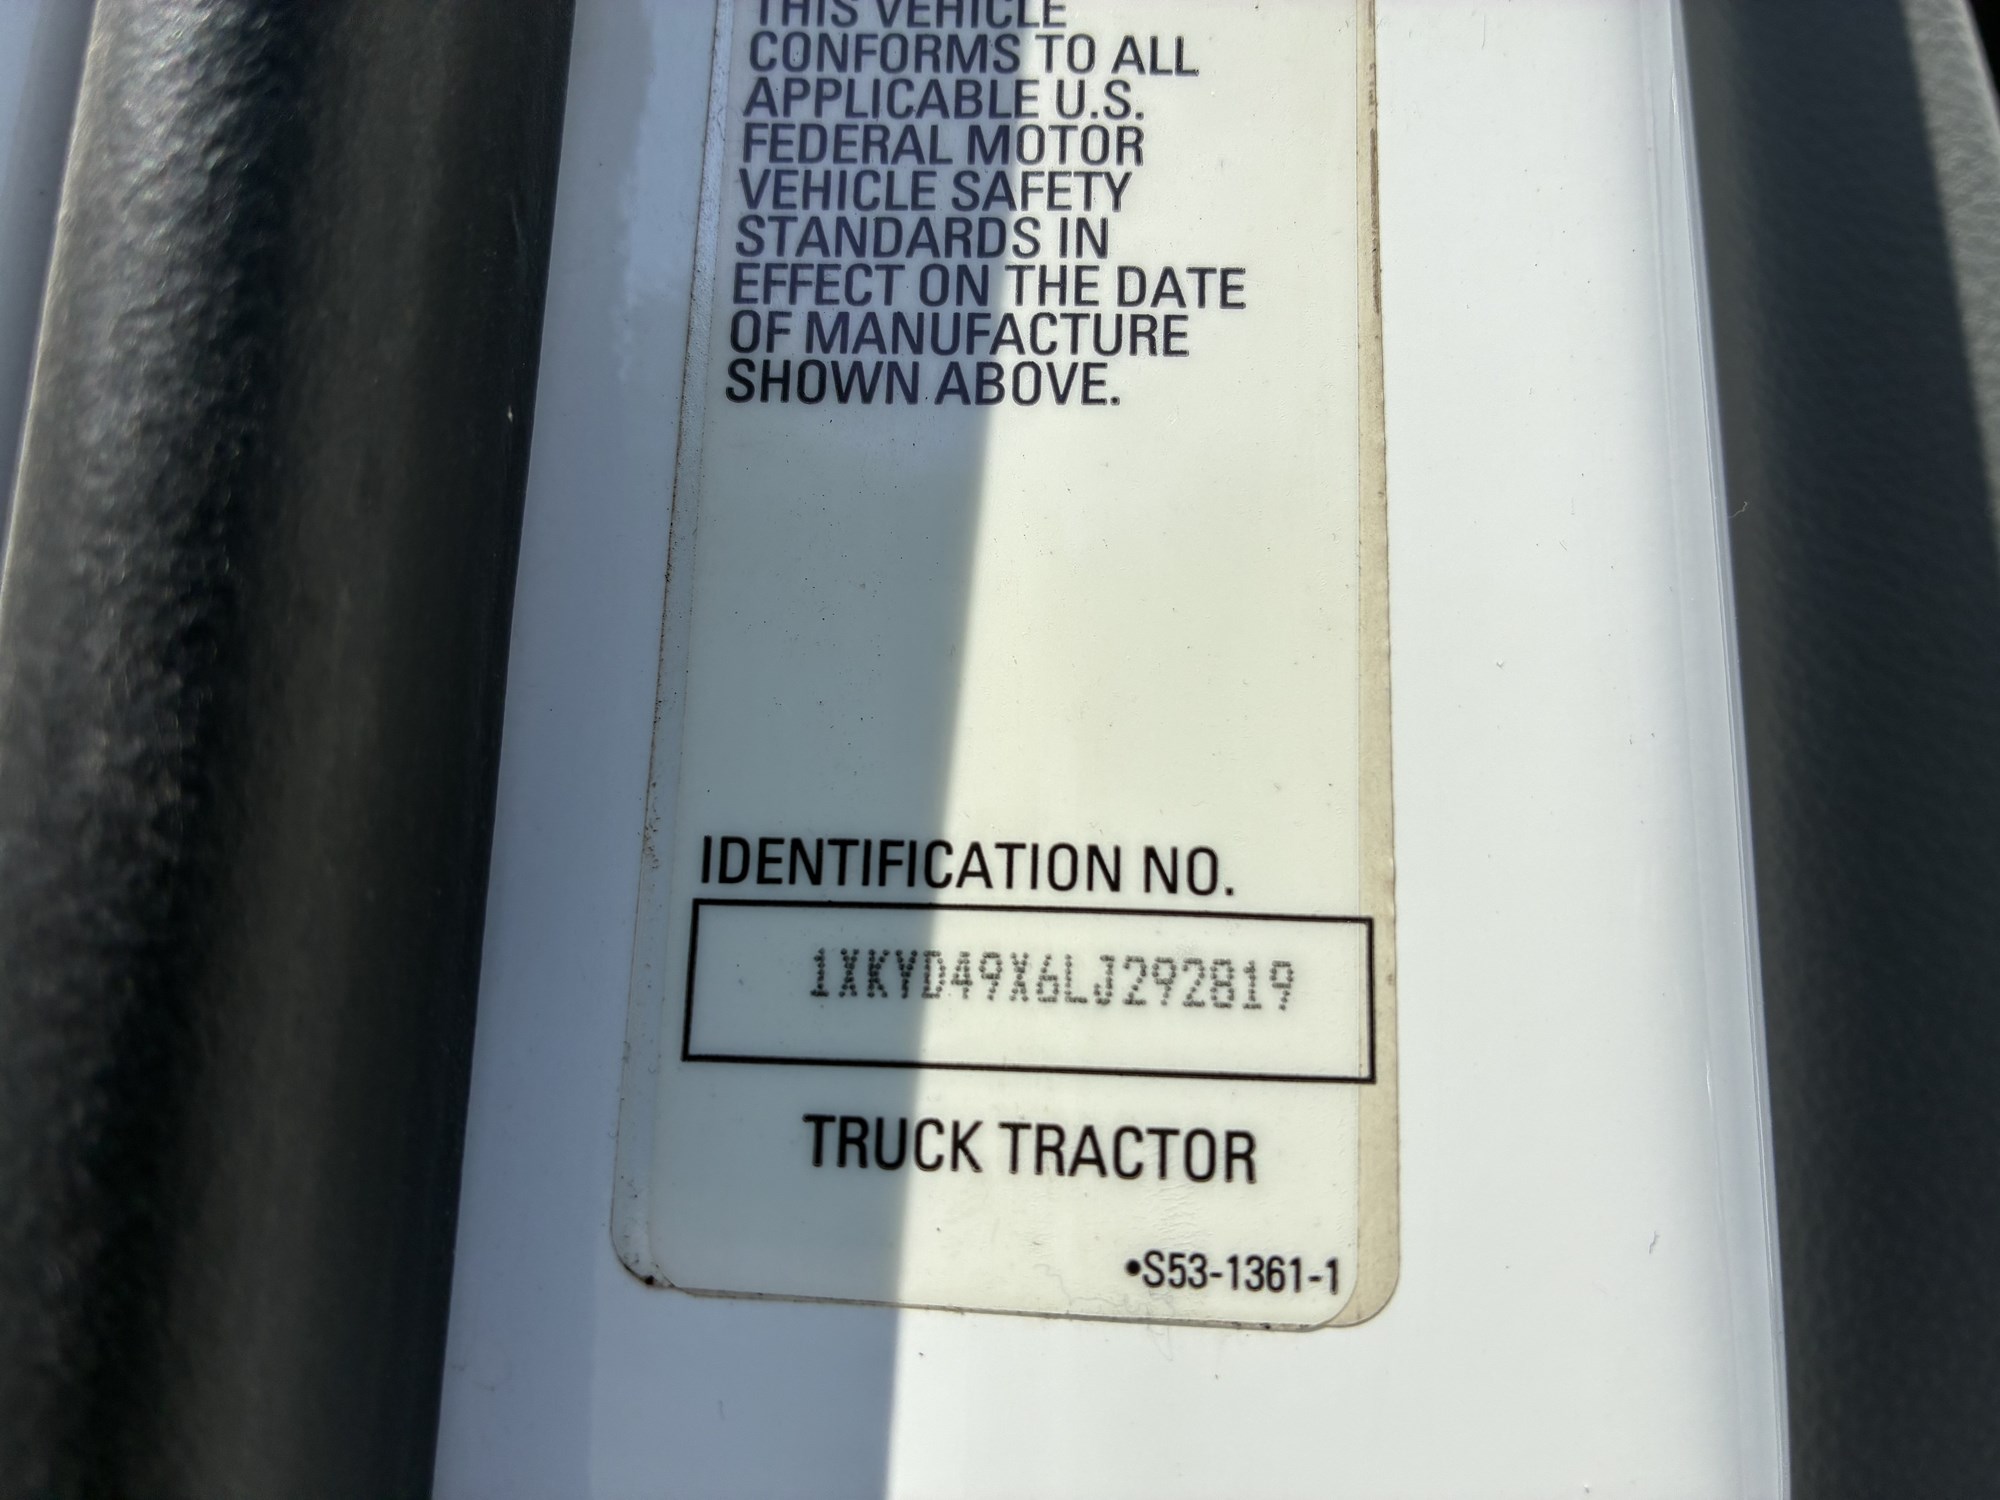 THIS VEHICLE
CONFORMS TO ALL
APPLICABLE U.S.
FEDERAL MOTOR
VEHICLE SAFETY
STANDARDS IN
EFFECT ON THE DATE
OF MANUFACTURE
SHOWN ABOVE.
IDENTIFICATION NO.
1XKYD49X6LJ292819
TRUCK TRACTOR
•S53-1361-1